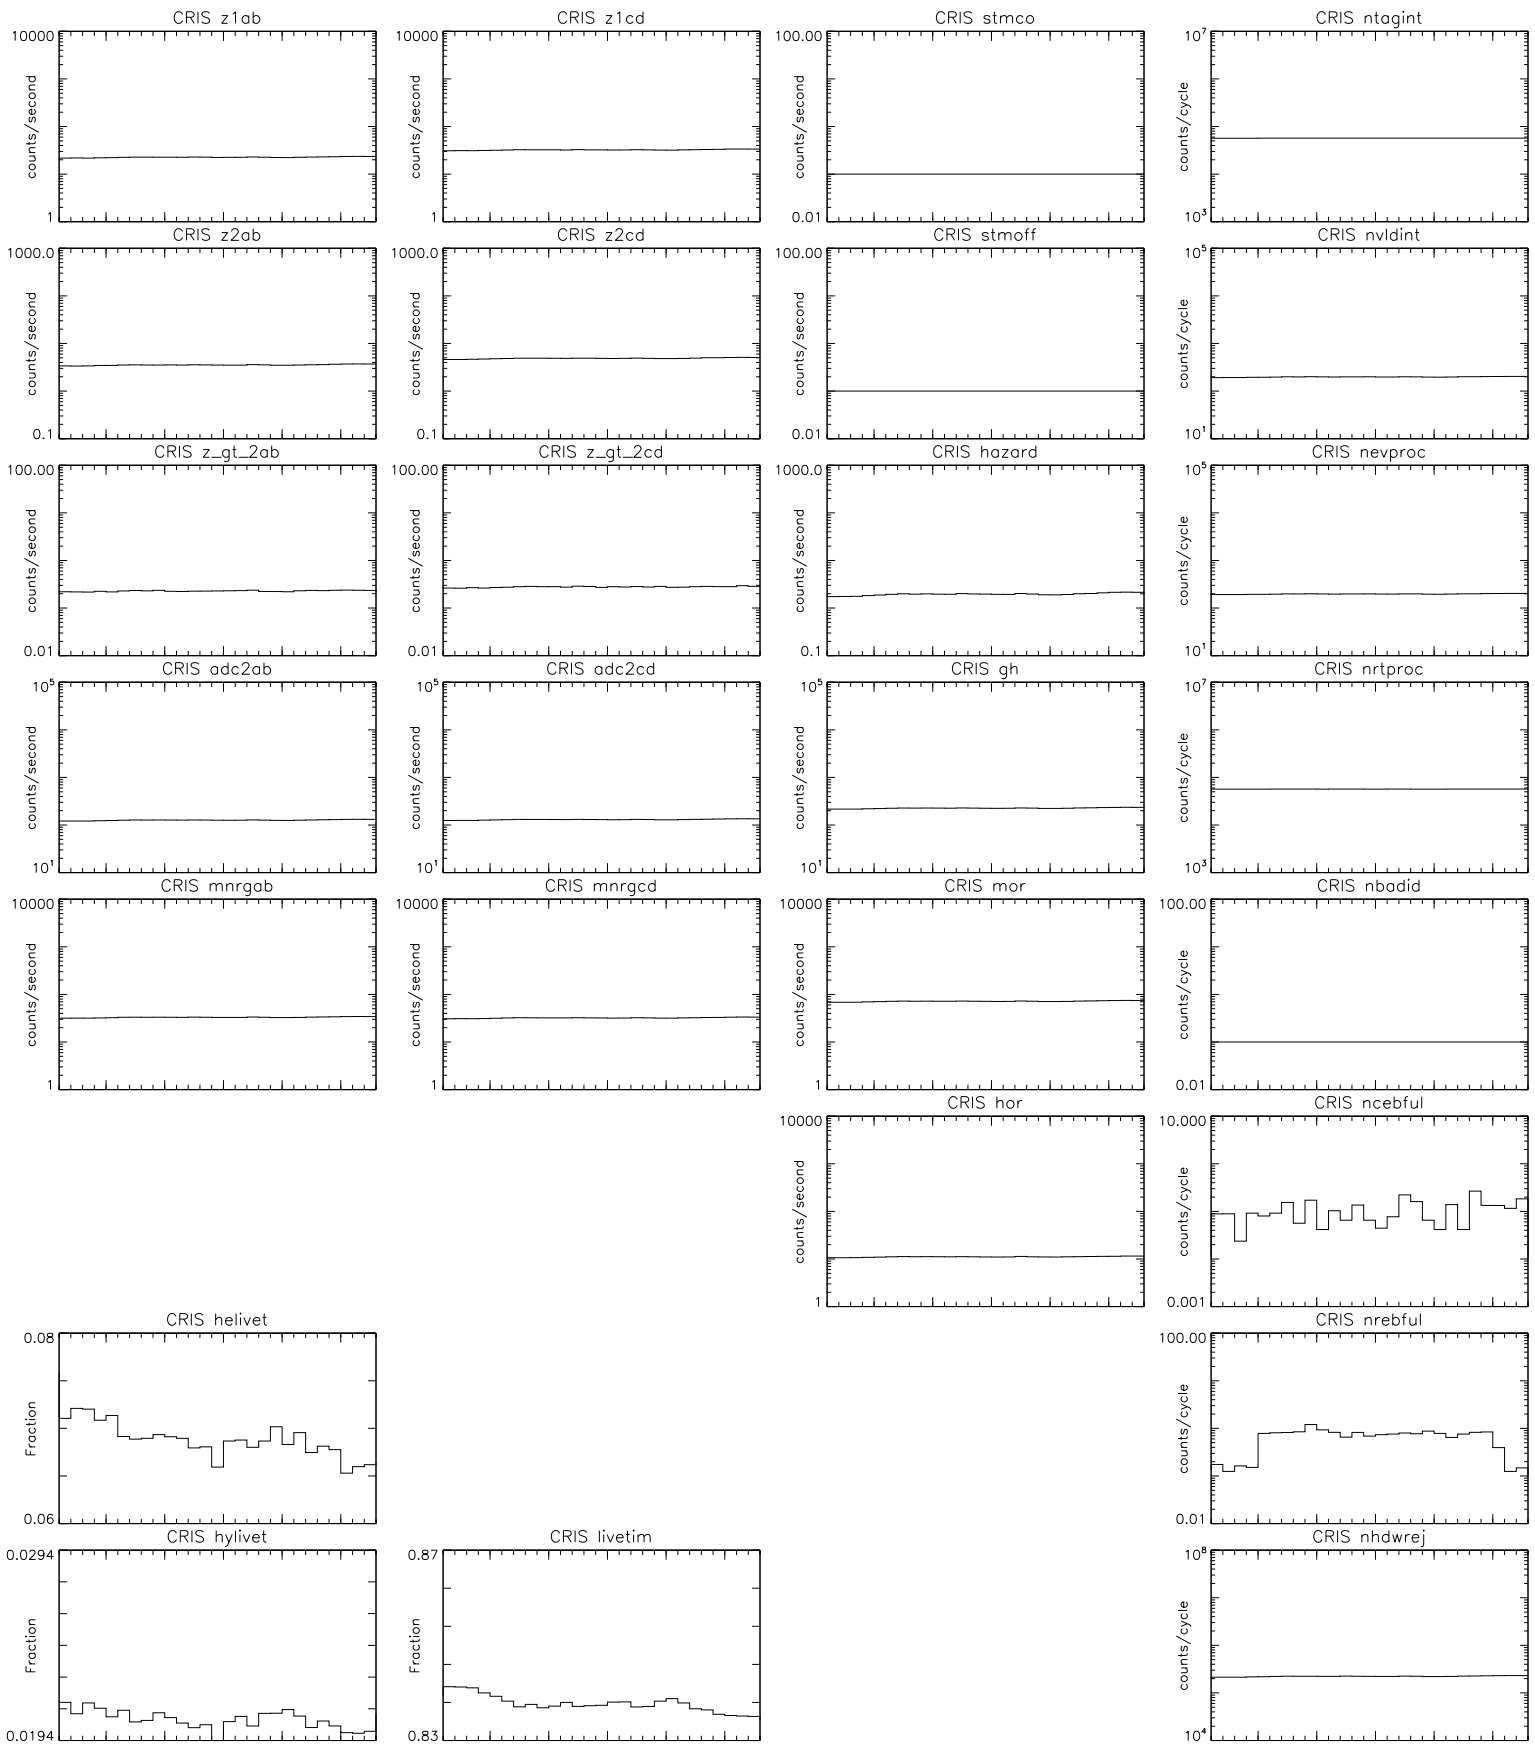 CRIS z1ab
10000
counts/second
1
CRIS z1cd
10000
counts/second
1
CRIS stmco
100.00
counts/second
0.01
CRIS ntagint
10⁷
counts/cycle
10³
CRIS z2ab
1000.0
counts/second
0.1
CRIS z2cd
1000.0
counts/second
0.1
CRIS stmoff
100.00
counts/second
0.01
CRIS nvldint
10⁵
counts/cycle
10¹
CRIS z_gt_2ab
100.00
counts/second
0.01
CRIS z_gt_2cd
100.00
counts/second
0.01
CRIS hazard
1000.0
counts/second
0.1
CRIS nevproc
10⁵
counts/cycle
10¹
CRIS adc2ab
10⁵
counts/second
10¹
CRIS adc2cd
10⁵
counts/second
10¹
CRIS gh
10⁵
counts/second
10¹
CRIS nrtproc
10⁷
counts/cycle
10³
CRIS mnrgab
10000
counts/second
1
CRIS mnrgcd
10000
counts/second
1
CRIS mor
10000
counts/second
1
CRIS nbadid
100.00
counts/cycle
0.01
CRIS hor
10000
counts/second
1
CRIS ncebful
10.000
counts/cycle
0.001
CRIS helivet
0.08
Fraction
0.06
CRIS nrebful
100.00
counts/cycle
0.01
CRIS hylivet
0.0294
Fraction
0.0194
CRIS livetim
0.87
Fraction
0.83
CRIS nhdwrej
10⁸
counts/cycle
10⁴